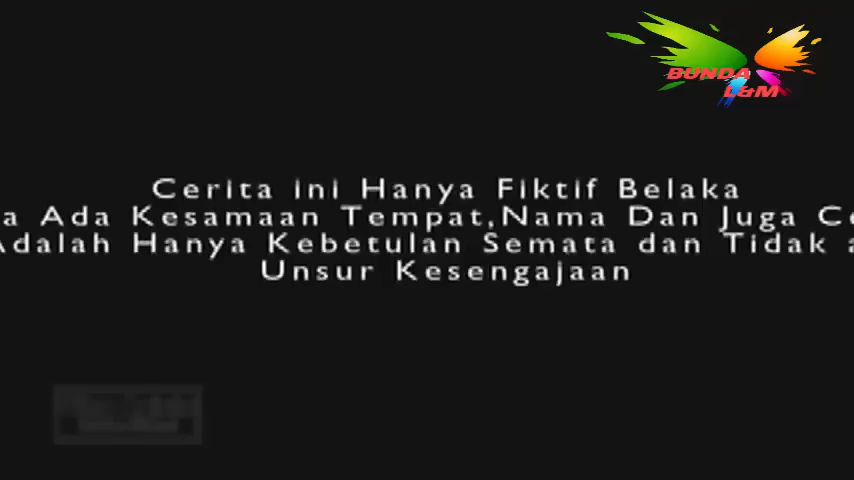 BUNDA
L&M
Cerita ini Hanya Fiktif Belaka
a Ada Kesamaan Tempat,Nama Dan Juga Ce
Adalah Hanya Kebetulan Semata dan Tidak a
Unsur Kesengajaan